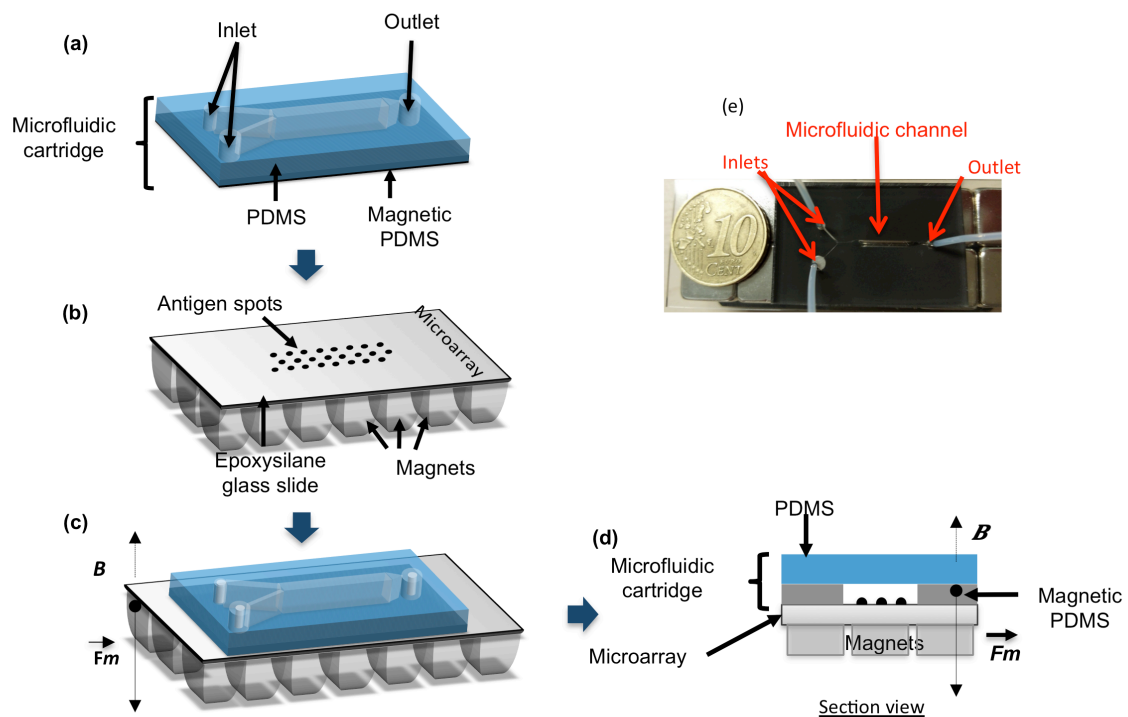 (a)
Inlet
Outlet
Microfluidic
cartridge
PDMS
Magnetic
PDMS
(b)
Antigen spots
Microarray
Epoxysilane
glass slide
Magnets
(c)
B
Fm
(d)
PDMS
B
Microfluidic
cartridge
Magnetic
PDMS
Magnets
Fm
Microarray
Section view
(e)
Microfluidic channel
Inlets
Outlet
10
CENT